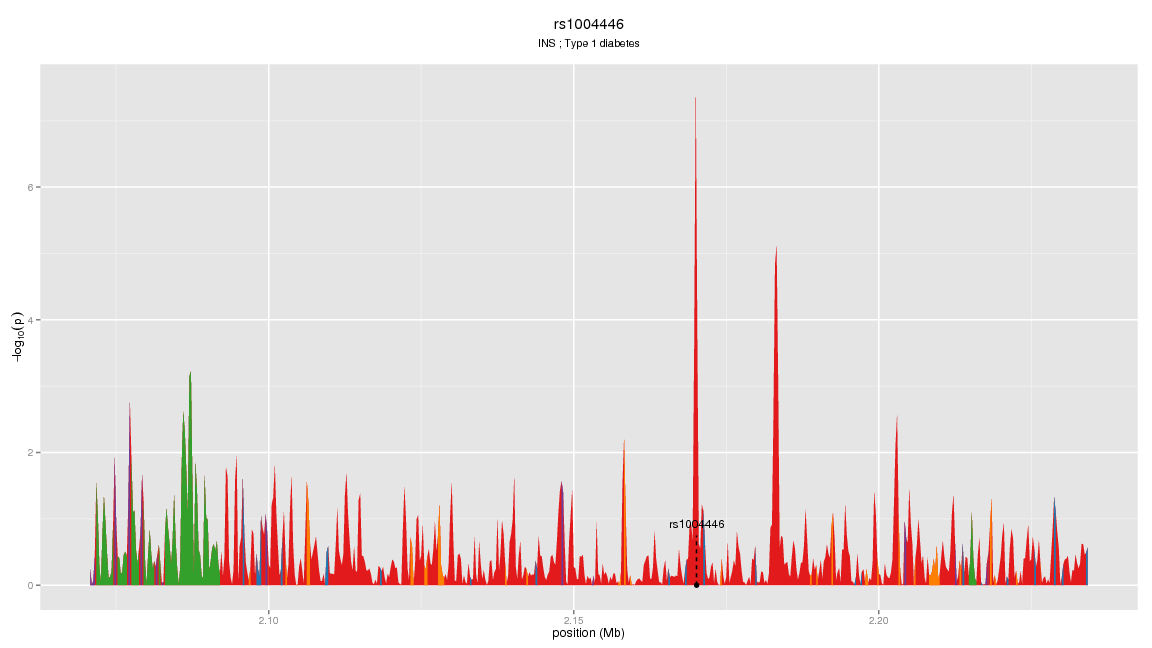 rs1004446
INS ; Type 1 diabetes
−log10(p)
6
4
2
0
rs1004446
2.10
2.15
2.20
position (Mb)